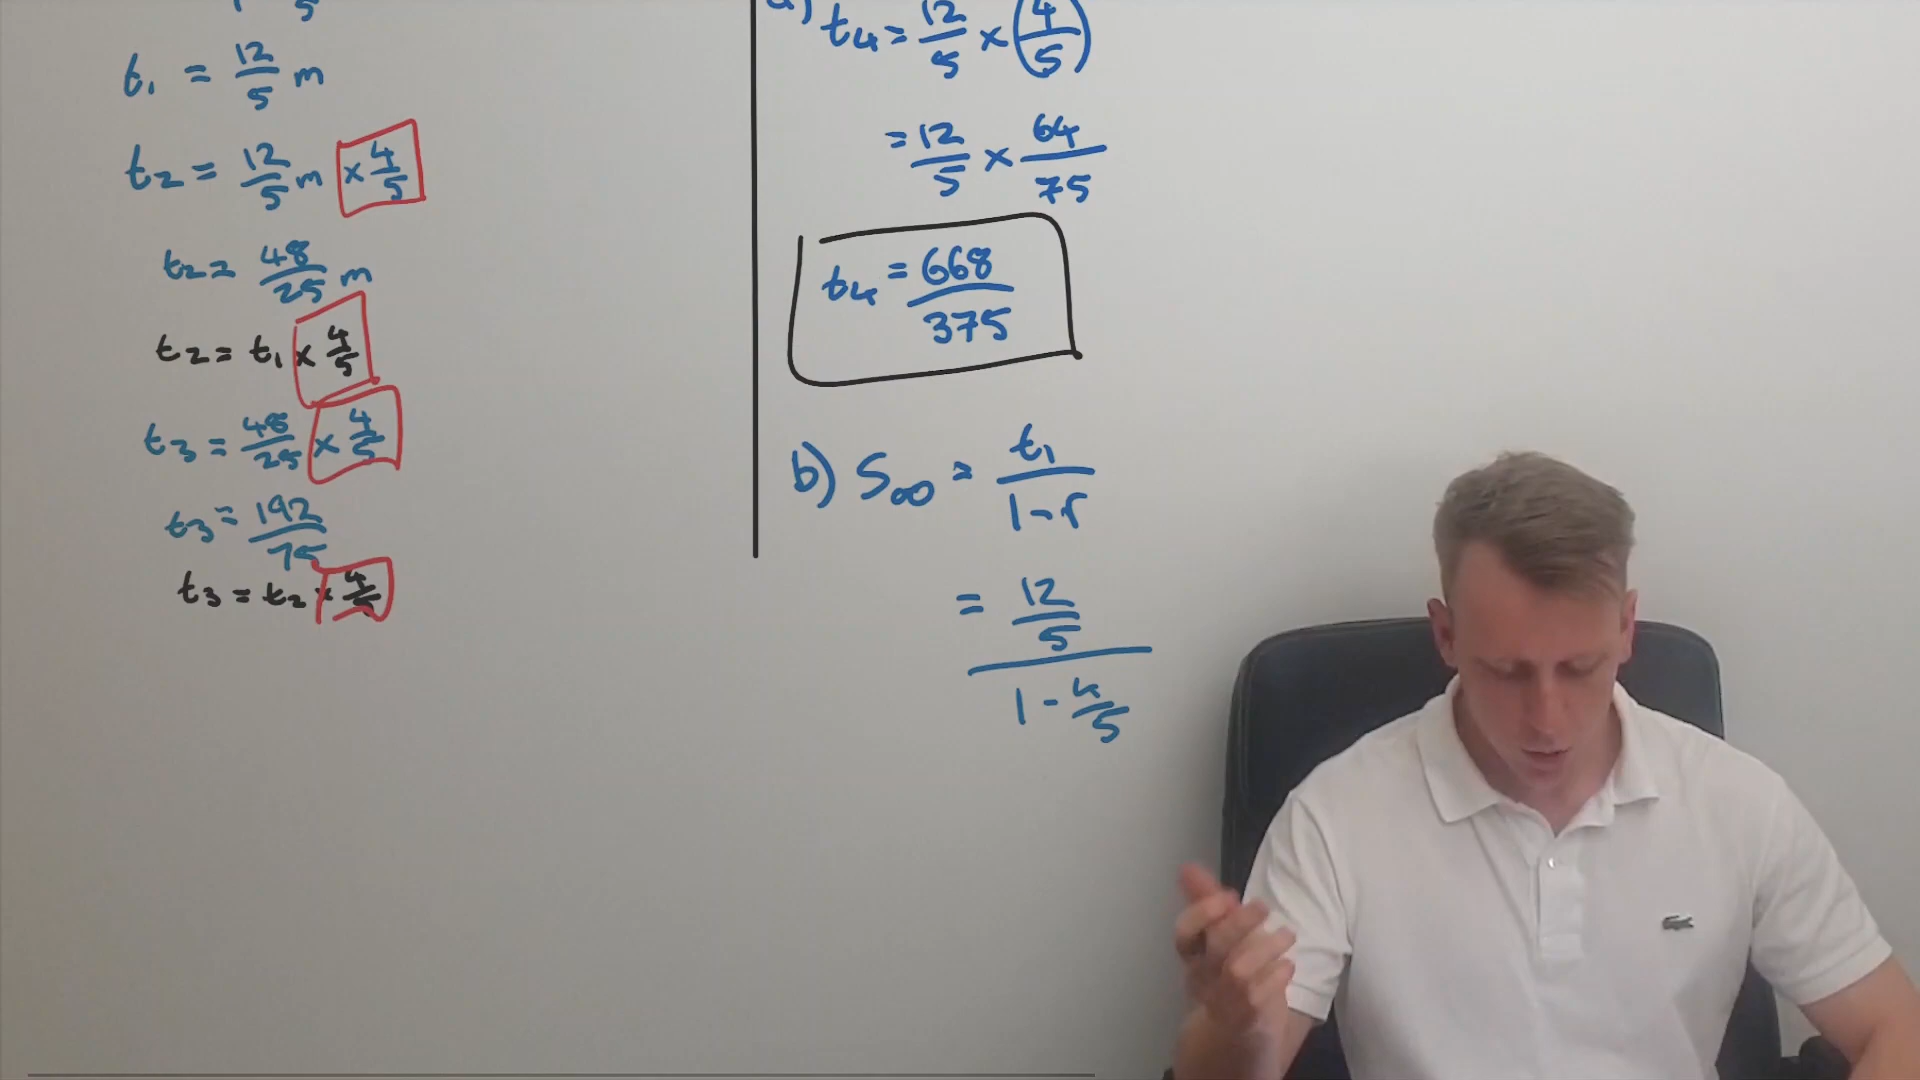 t₁ = 12/5 m
t₂ = 12/5 m × 4/5
t₂ = 48/25 m
t₂ = t₁ × 4/5
t₃ = 48/25 × 4/5
t₃ = 192/75
t₃ = t₂ × 4/5
t₄ = 12/5 × (4/5)
= 12/5 × 64/75
t₄ = 668/375
b) S∞ = t₁/1-r
= 12/5
1 - 4/5